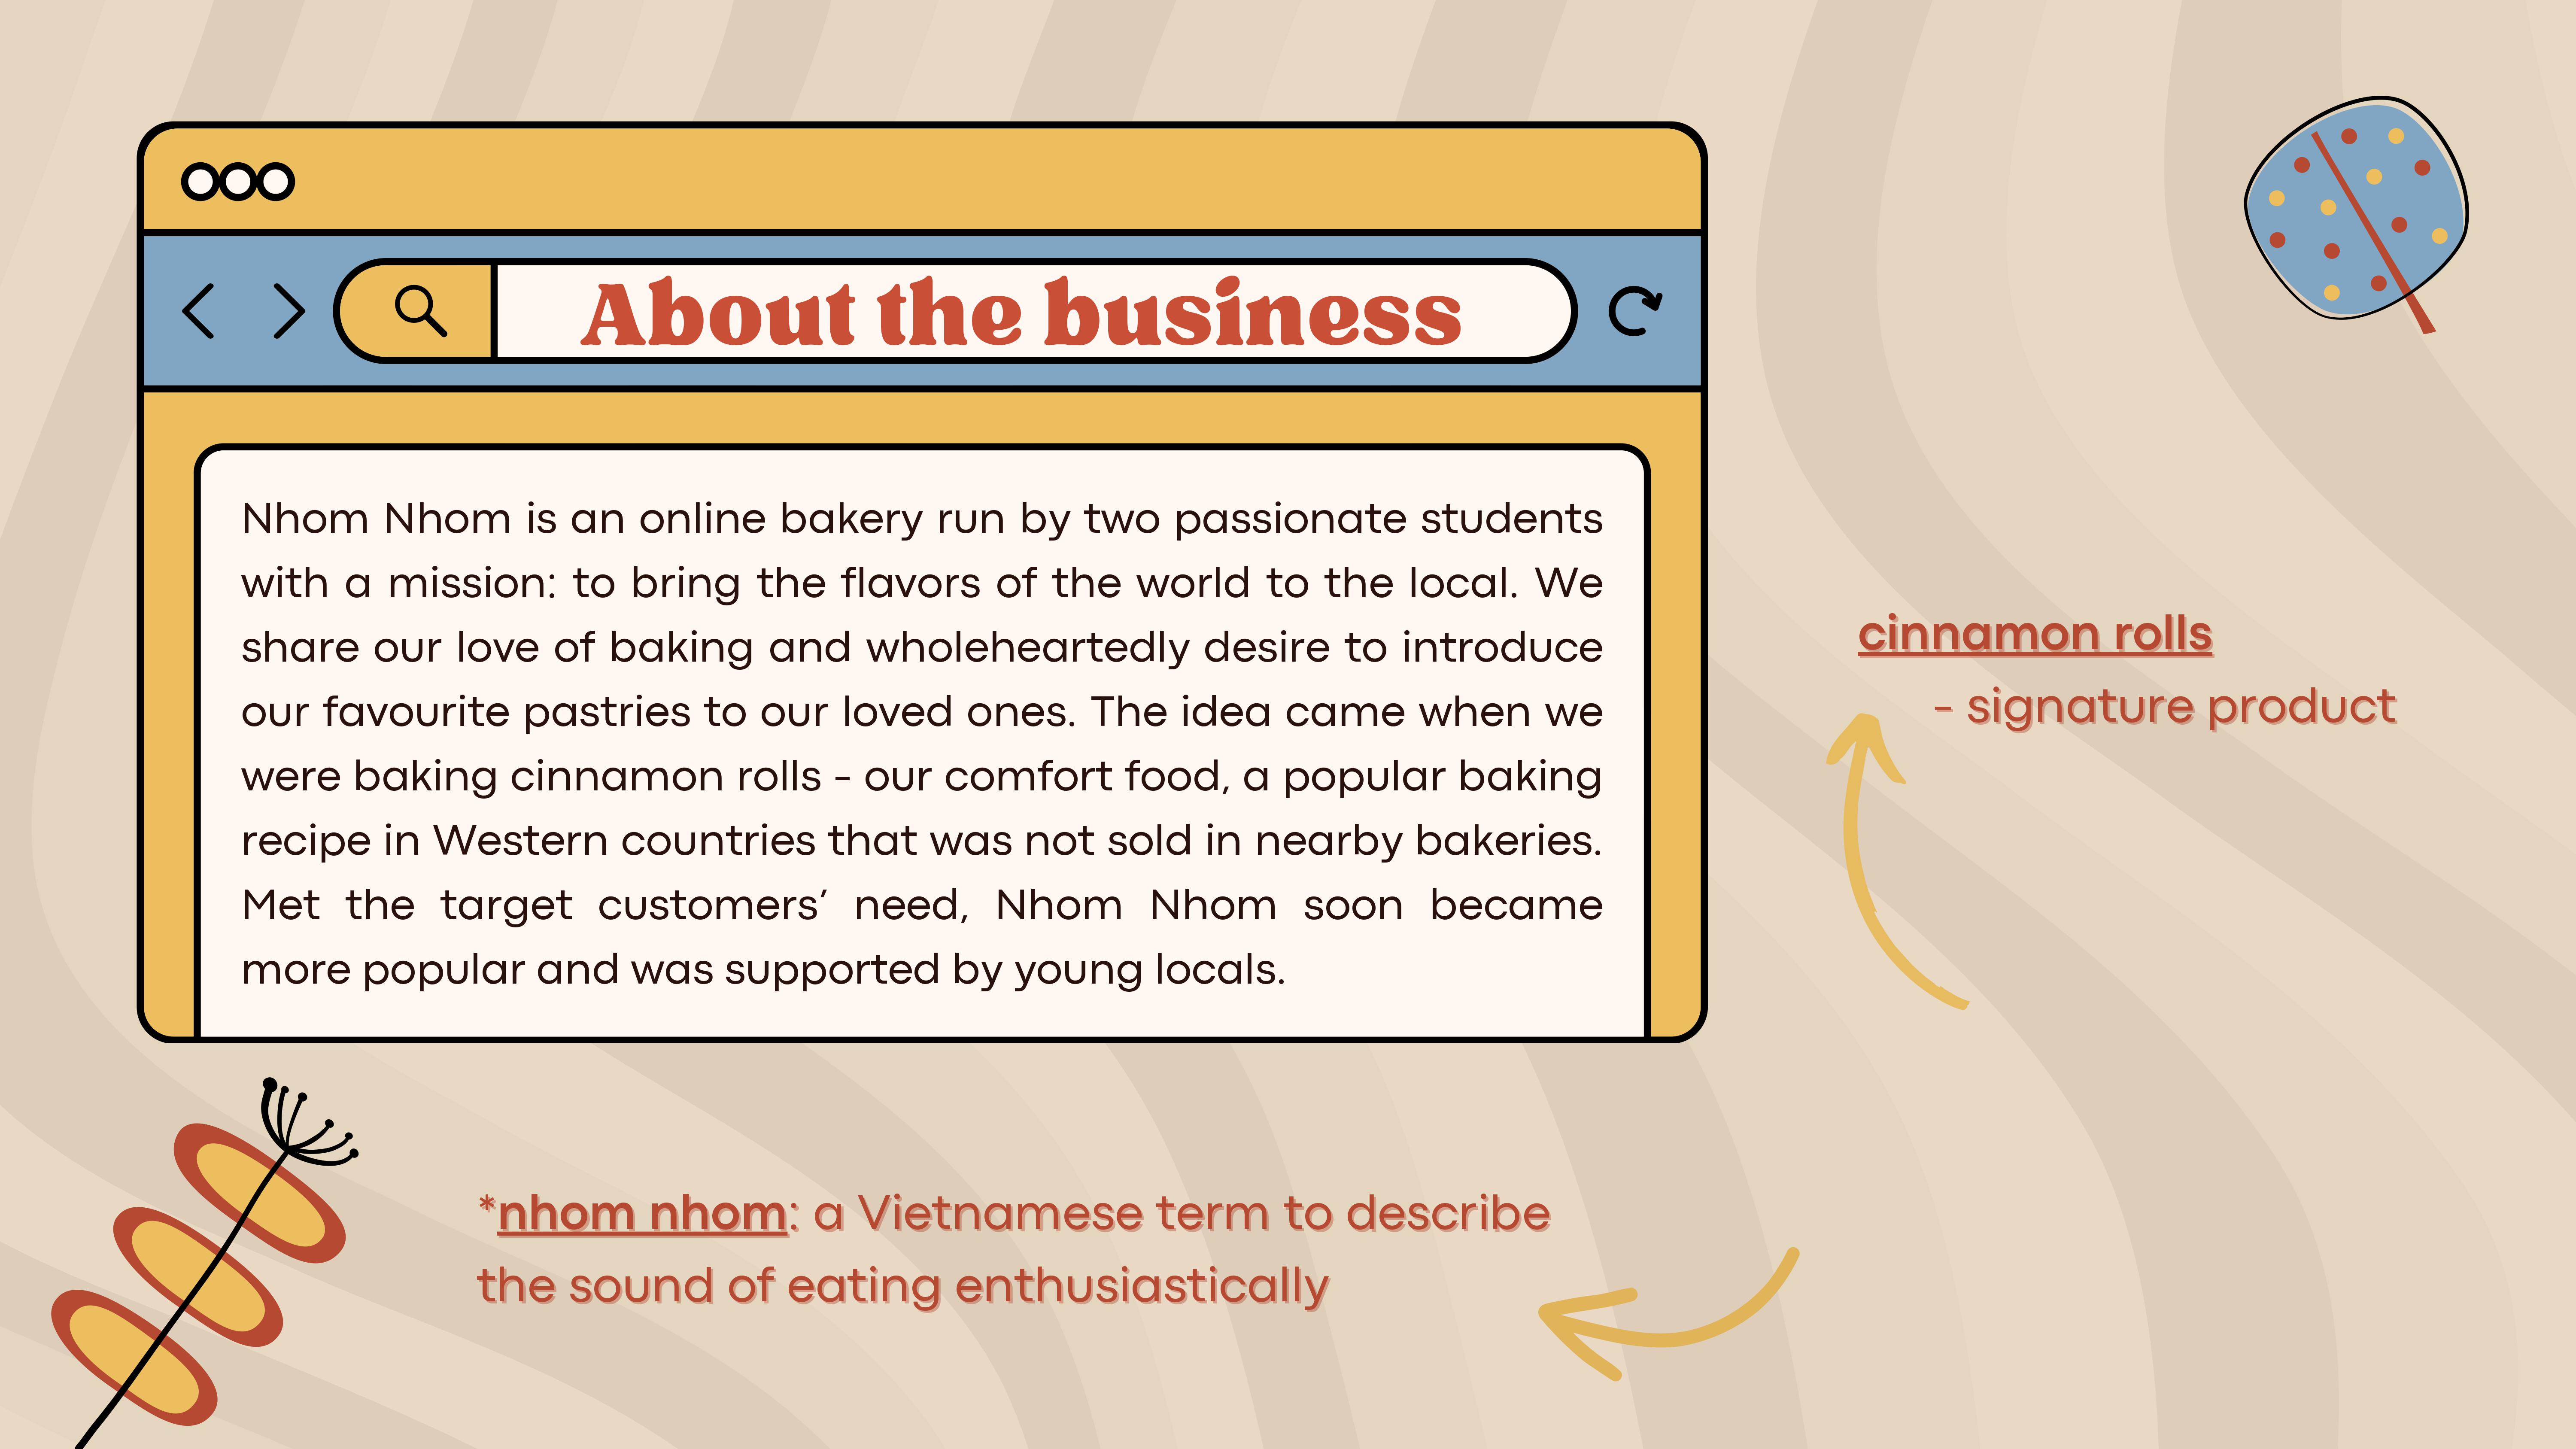 About the business
Nhom Nhom is an online bakery run by two passionate students
with a mission: to bring the flavors of the world to the local. We
share our love of baking and wholeheartedly desire to introduce
our favourite pastries to our loved ones. The idea came when we
were baking cinnamon rolls - our comfort food, a popular baking
recipe in Western countries that was not sold in nearby bakeries.
Met the target customers’ need, Nhom Nhom soon became
more popular and was supported by young locals.
cinnamon rolls
- signature product
*nhom nhom: a Vietnamese term to describe
the sound of eating enthusiastically